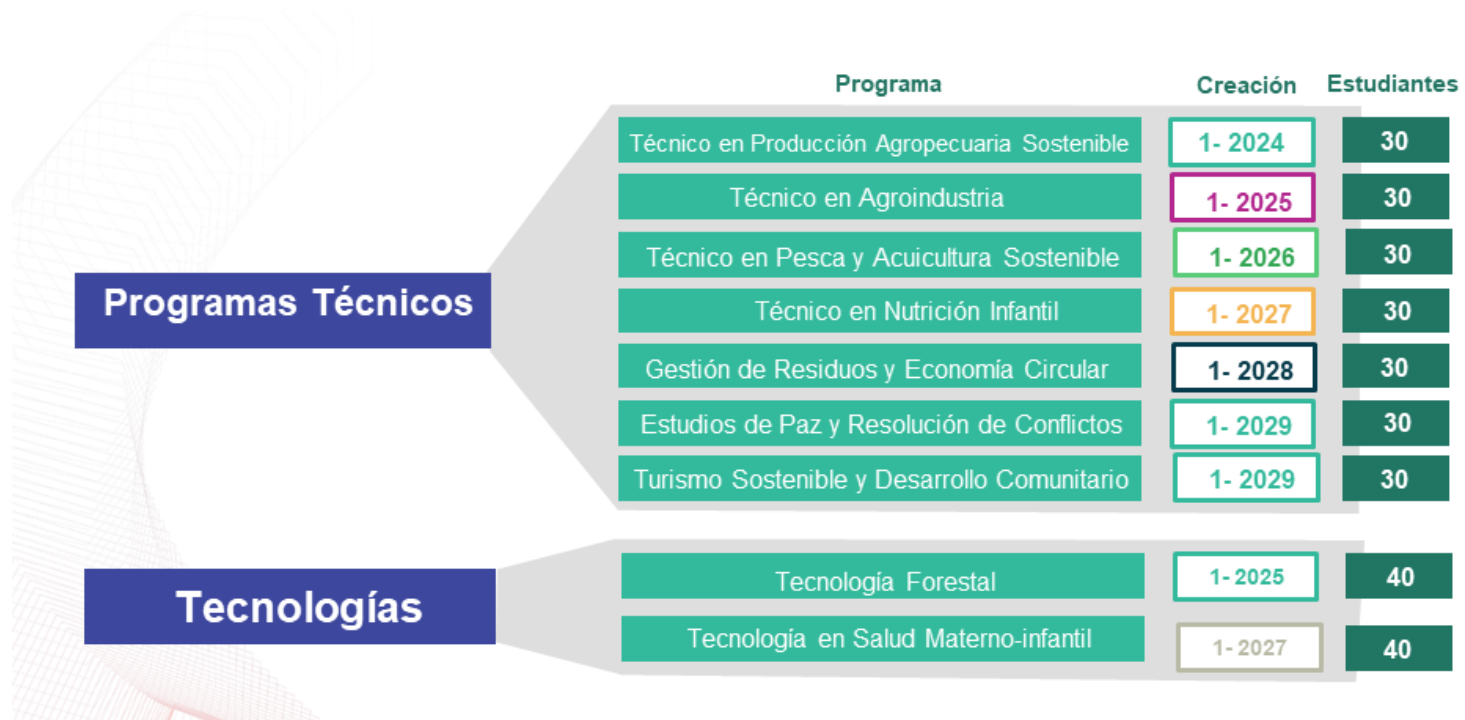 Programa Creación Estudiantes
Técnico en Producción Agropecuaria Sostenible 1- 2024 30
Técnico en Agroindustria 1- 2025 30
Técnico en Pesca y Acuicultura Sostenible 1- 2026 30
Programas Técnicos
Técnico en Nutrición Infantil 1- 2027 30
Gestión de Residuos y Economía Circular 1- 2028 30
Estudios de Paz y Resolución de Conflictos 1- 2029 30
Turismo Sostenible y Desarrollo Comunitario 1- 2029 30
Tecnologías
Tecnología Forestal 1- 2025 40
Tecnología en Salud Materno-infantil 1- 2027 40